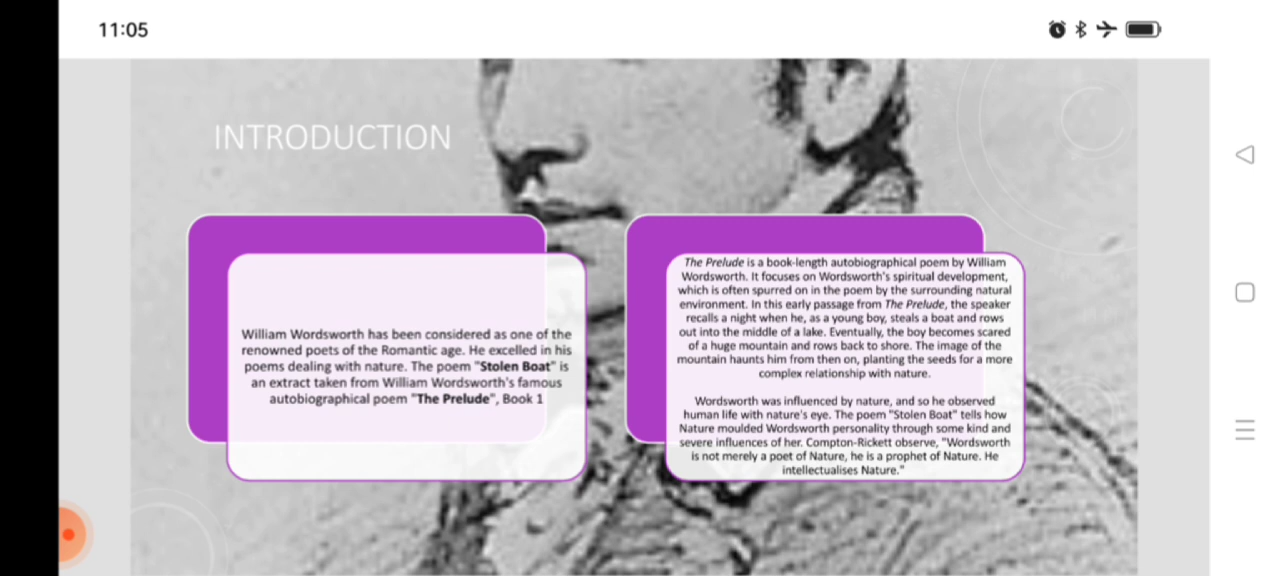 11:05
INTRODUCTION
William Wordsworth has been considered as one of the
renowned poets of the Romantic age. He excelled in his
poems dealing with nature. The poem "Stolen Boat" is
an extract taken from William Wordsworth's famous
autobiographical poem "The Prelude", Book 1
The Prelude is a book-length autobiographical poem by William
Wordsworth. It focuses on Wordsworth's spiritual development,
which is often spurred on in the poem by the surrounding natural
environment. In this early passage from The Prelude, the speaker
recalls a night when he, as a young boy, steals a boat and rows
out into the middle of a lake. Eventually, the boy becomes scared
of a huge mountain and rows back to shore. The image of the
mountain haunts him from then on, planting the seeds for a more
complex relationship with nature.
Wordsworth was influenced by nature, and so he observed
human life with nature's eye. The poem "Stolen Boat" tells how
Nature moulded Wordsworth personality through some kind and
severe influences of her. Compton-Rickett observe, "Wordsworth
is not merely a poet of Nature, he is a prophet of Nature. He
intellectualises Nature."